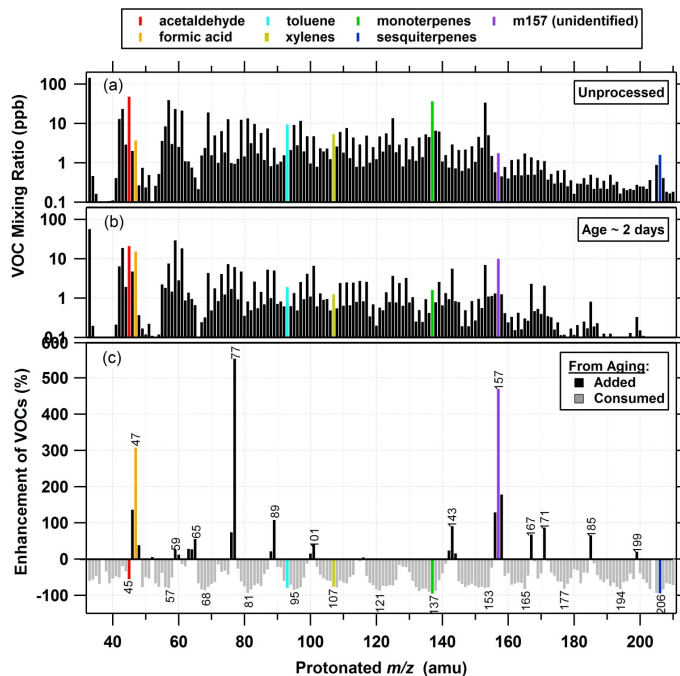 acetaldehyde toluene monoterpenes m157 (unidentified)
formic acid xylenes sesquiterpenes
(a)
Unprocessed
100
10
1
0.1
VOC Mixing Ratio (ppb)
(b)
Age ~ 2 days
100
10
1
0.1
(c)
From Aging:
Added
Consumed
600
500
400
300
200
100
0
-100
Enhancement of VOCs (%)
47
77
157
59
65
89
101
143
167
171
185
199
45
57
68
81
95
107
121
137
153
165
177
194
206
40 60 80 100 120 140 160 180 200
Protonated m/z (amu)